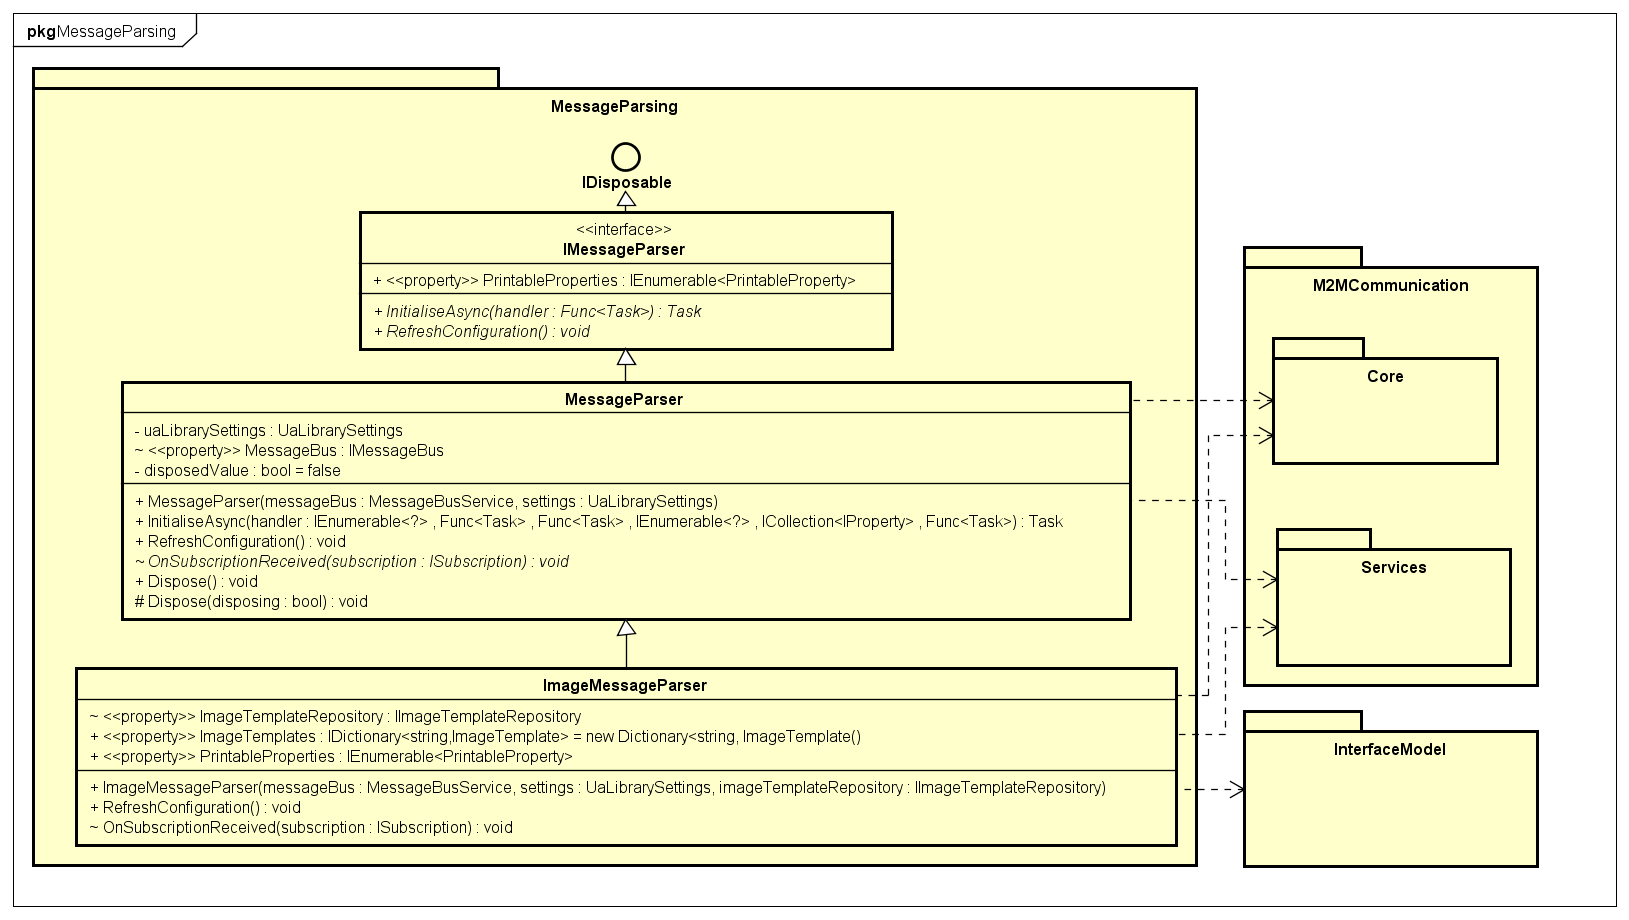 pkg MessageParsing
MessageParsing
IDisposable
<<interface>>
IMessageParser
+ <<property>> PrintableProperties : IEnumerable<PrintableProperty>
+ InitialiseAsync(handler : Func<Task>) : Task
+ RefreshConfiguration() : void
MessageParser
- uaLibrarySettings : UaLibrarySettings
~ <<property>> MessageBus : IMessageBus
- disposedValue : bool = false
+ MessageParser(messageBus : MessageBusService, settings : UaLibrarySettings)
+ InitialiseAsync(handler : IEnumerable<?> , Func<Task> , Func<Task> , IEnumerable<?> , ICollection<IProperty> , Func<Task>) : Task
+ RefreshConfiguration() : void
~ OnSubscriptionReceived(subscription : ISubscription) : void
+ Dispose() : void
# Dispose(disposing : bool) : void
ImageMessageParser
~ <<property>> ImageTemplateRepository : IImageTemplateRepository
+ <<property>> ImageTemplates : IDictionary<string,ImageTemplate> = new Dictionary<string, ImageTemplate()
+ <<property>> PrintableProperties : IEnumerable<PrintableProperty>
+ ImageMessageParser(messageBus : MessageBusService, settings : UaLibrarySettings, imageTemplateRepository : IImageTemplateRepository)
+ RefreshConfiguration() : void
~ OnSubscriptionReceived(subscription : ISubscription) : void
M2MCommunication
Core
Services
InterfaceModel